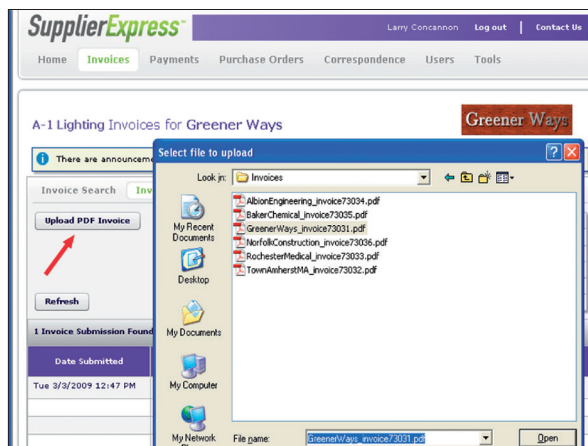 SupplierExpress
Larry Concannon Log out | Contact Us
Home Invoices Payments Purchase Orders Correspondence Users Tools
A-1 Lighting Invoices for Greener Ways
Greener Ways
There are announceme
Select file to upload
Look in: Invoices
Invoice Search Inv
Upload PDF Invoice
Refresh
1 Invoice Submission Found
Date Submitted
Tue 3/3/2009 12:47 PM
My Recent
Documents
Desktop
My Documents
My Computer
My Network
AlbionEngineering_invoice73034.pdf
BakerChemical_invoice73035.pdf
GreenerWays_invoice73031.pdf
NorfolkConstruction_invoice73036.pdf
RochesterMedical_invoice73033.pdf
TownAmherstMA_invoice73032.pdf
File name: GreenerWays_invoice73031.pdf Open